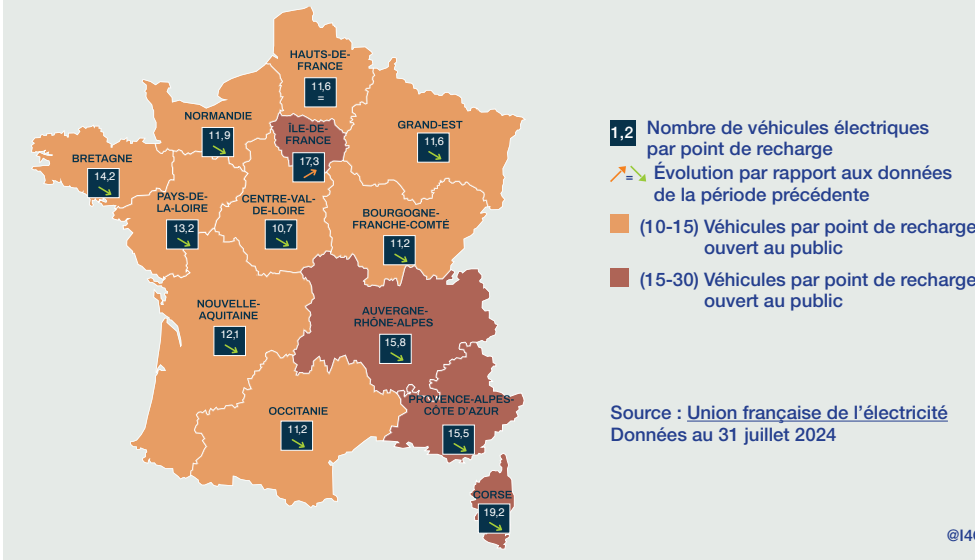 HAUTS-DE-
FRANCE
11,6
=
NORMANDIE
11,9
ÎLE-DE-
FRANCE
17,3
GRAND-EST
11,6
BRETAGNE
14,2
PAYS-DE-
LA-LOIRE
13,2
CENTRE-VAL-
DE-LOIRE
10,7
BOURGOGNE-
FRANCHE-COMTÉ
11,2
NOUVELLE-
AQUITAINE
12,1
AUVERGNE-
RHÔNE-ALPES
15,8
OCCITANIE
11,2
PROVENCE-ALPES-
CÔTE D'AZUR
15,5
CORSE
19,2
1,2 Nombre de véhicules électriques
par point de recharge
= Évolution par rapport aux données
de la période précédente
(10-15) Véhicules par point de recharge
ouvert au public
(15-30) Véhicules par point de recharge
ouvert au public
Source : Union française de l'électricité
Données au 31 juillet 2024